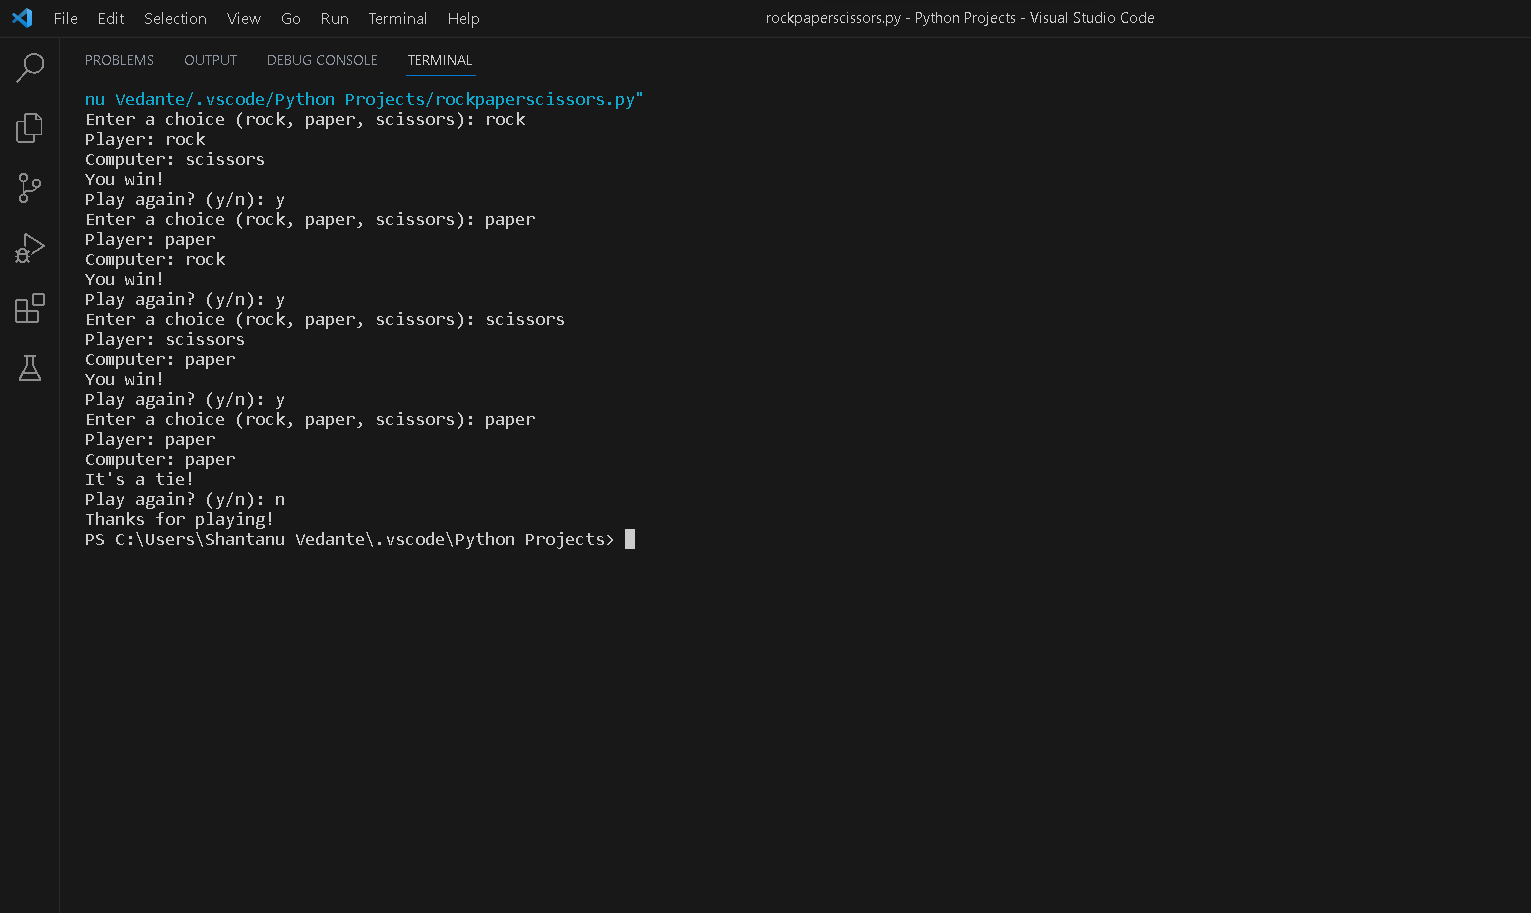 File Edit Selection View Go Run Terminal Help rockpaperscissors.py - Python Projects - Visual Studio Code
PROBLEMS OUTPUT DEBUG CONSOLE TERMINAL
nu Vedante/.vscode/Python Projects/rockpaperscissors.py"
Enter a choice (rock, paper, scissors): rock
Player: rock
Computer: scissors
You win!
Play again? (y/n): y
Enter a choice (rock, paper, scissors): paper
Player: paper
Computer: rock
You win!
Play again? (y/n): y
Enter a choice (rock, paper, scissors): scissors
Player: scissors
Computer: paper
You win!
Play again? (y/n): y
Enter a choice (rock, paper, scissors): paper
Player: paper
Computer: paper
It's a tie!
Play again? (y/n): n
Thanks for playing!
PS C:\Users\Shantanu Vedante\.vscode\Python Projects>